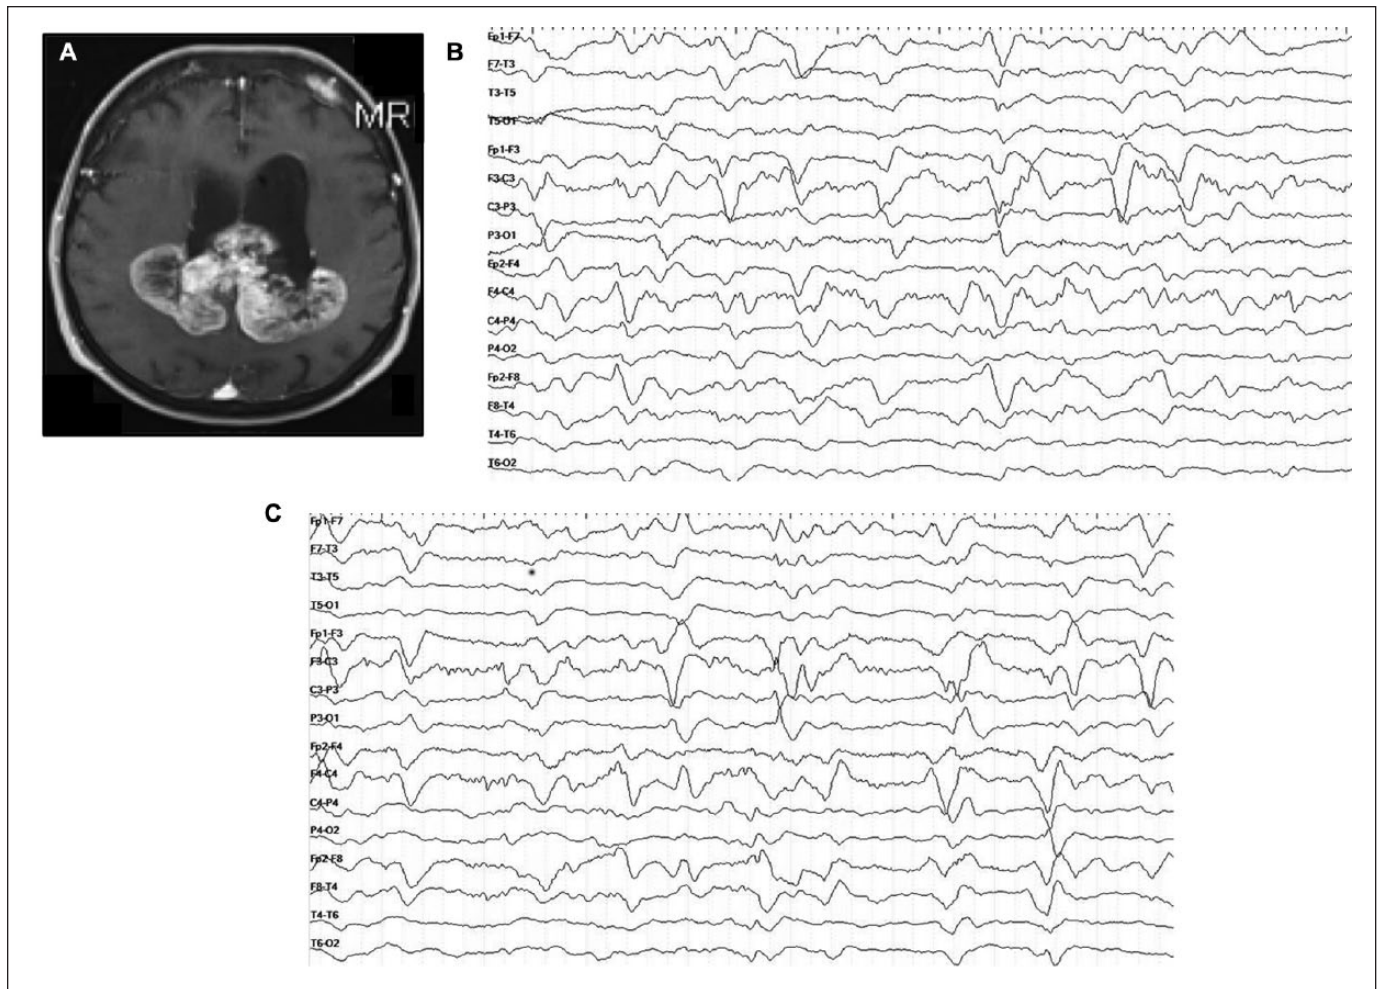 A
MR
B
Fp1-F7
F7-T3
T3-T5
T5-O1
Fp1-F3
F3-C3
C3-P3
P3-O1
Fp2-F4
F4-C4
C4-P4
P4-O2
Fp2-F8
F8-T4
T4-T6
T6-O2
C
Fp1-F7
F7-T3
T3-T5
T5-O1
Fp1-F3
F3-C3
C3-P3
P3-O1
Fp2-F4
F4-C4
C4-P4
P4-O2
Fp2-F8
F8-T4
T4-T6
T6-O2